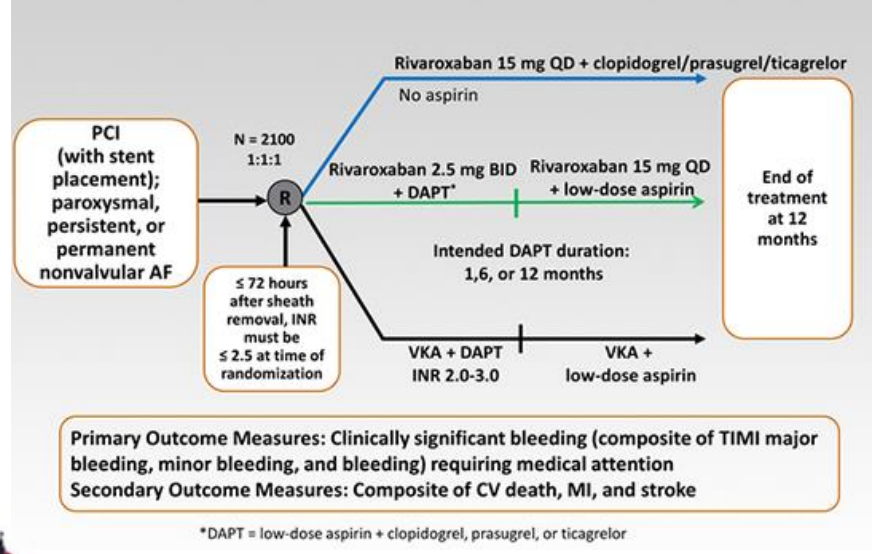 Rivaroxaban 15 mg QD + clopidogrel/prasugrel/ticagrelor
No aspirin
PCI
(with stent
placement);
paroxysmal,
persistent, or
permanent
nonvalvular AF
N = 2100
1:1:1
R
Rivaroxaban 2.5 mg BID
+ DAPT*
Rivaroxaban 15 mg QD
+ low-dose aspirin
End of
treatment
at 12
months
Intended DAPT duration:
1,6, or 12 months
≤ 72 hours
after sheath
removal, INR
must be
≤ 2.5 at time of
randomization
VKA + DAPT
INR 2.0-3.0
VKA +
low-dose aspirin
Primary Outcome Measures: Clinically significant bleeding (composite of TIMI major
bleeding, minor bleeding, and bleeding) requiring medical attention
Secondary Outcome Measures: Composite of CV death, MI, and stroke
*DAPT = low-dose aspirin + clopidogrel, prasugrel, or ticagrelor